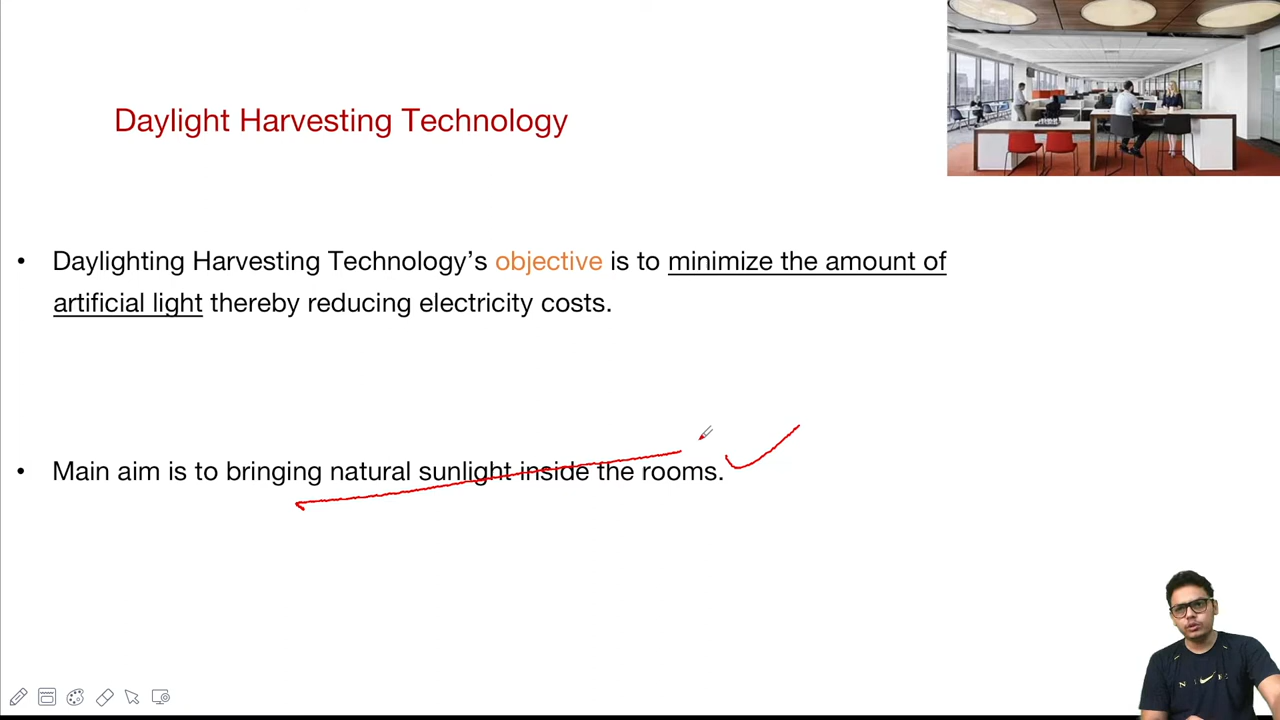 Daylight Harvesting Technology
• Daylighting Harvesting Technology’s objective is to minimize the amount of
artificial light thereby reducing electricity costs.
• Main aim is to bringing natural sunlight inside the rooms.
NIKE